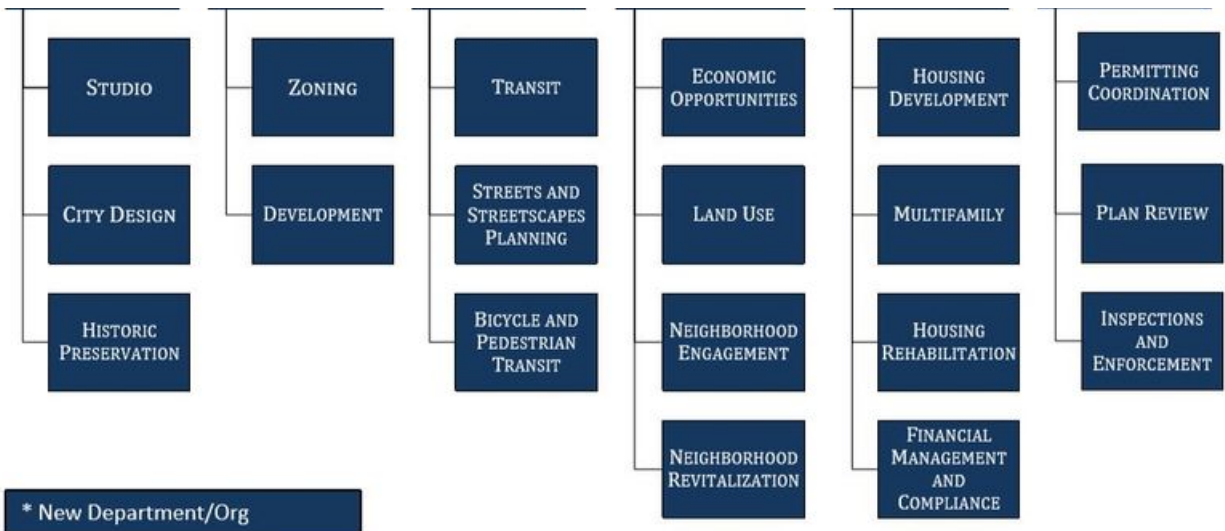 STUDIO
CITY DESIGN
HISTORIC
PRESERVATION
ZONING
DEVELOPMENT
TRANSIT
STREETS AND
STREETSCAPES
PLANNING
BICYCLE AND
PEDESTRIAN
TRANSIT
ECONOMIC
OPPORTUNITIES
LAND USE
NEIGHBORHOOD
ENGAGEMENT
NEIGHBORHOOD
REVITALIZATION
HOUSING
DEVELOPMENT
MULTIFAMILY
HOUSING
REHABILITATION
FINANCIAL
MANAGEMENT
AND
COMPLIANCE
PERMITTING
COORDINATION
PLAN REVIEW
INSPECTIONS
AND
ENFORCEMENT
* New Department/Org